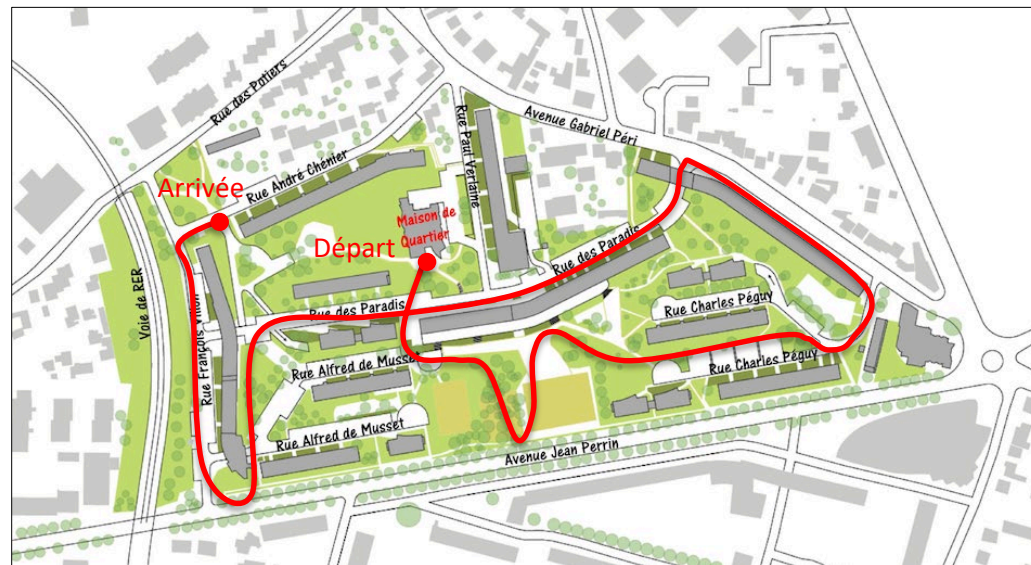 Rue des Potiers
Avenue Gabriel Péri
Rue Paul Verlaine
Arrivée
Rue André Chénier
Maison de
Quartier
Départ
Rue des Paradis
Voie de RER
Rue François Villon
Rue des Paradis
Rue Charles Péguy
Rue Alfred de Musset
Rue Charles Péguy
Rue Alfred de Musset
Avenue Jean Perrin